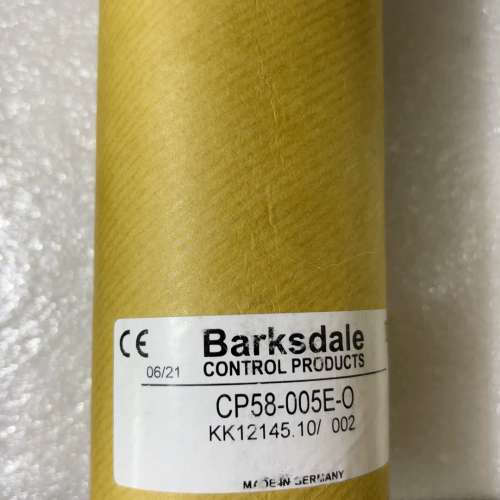 CE
Barksdale
06/21
CONTROL PRODUCTS
CP58-005E-O
KK12145.10/ 002
MADE IN GERMANY